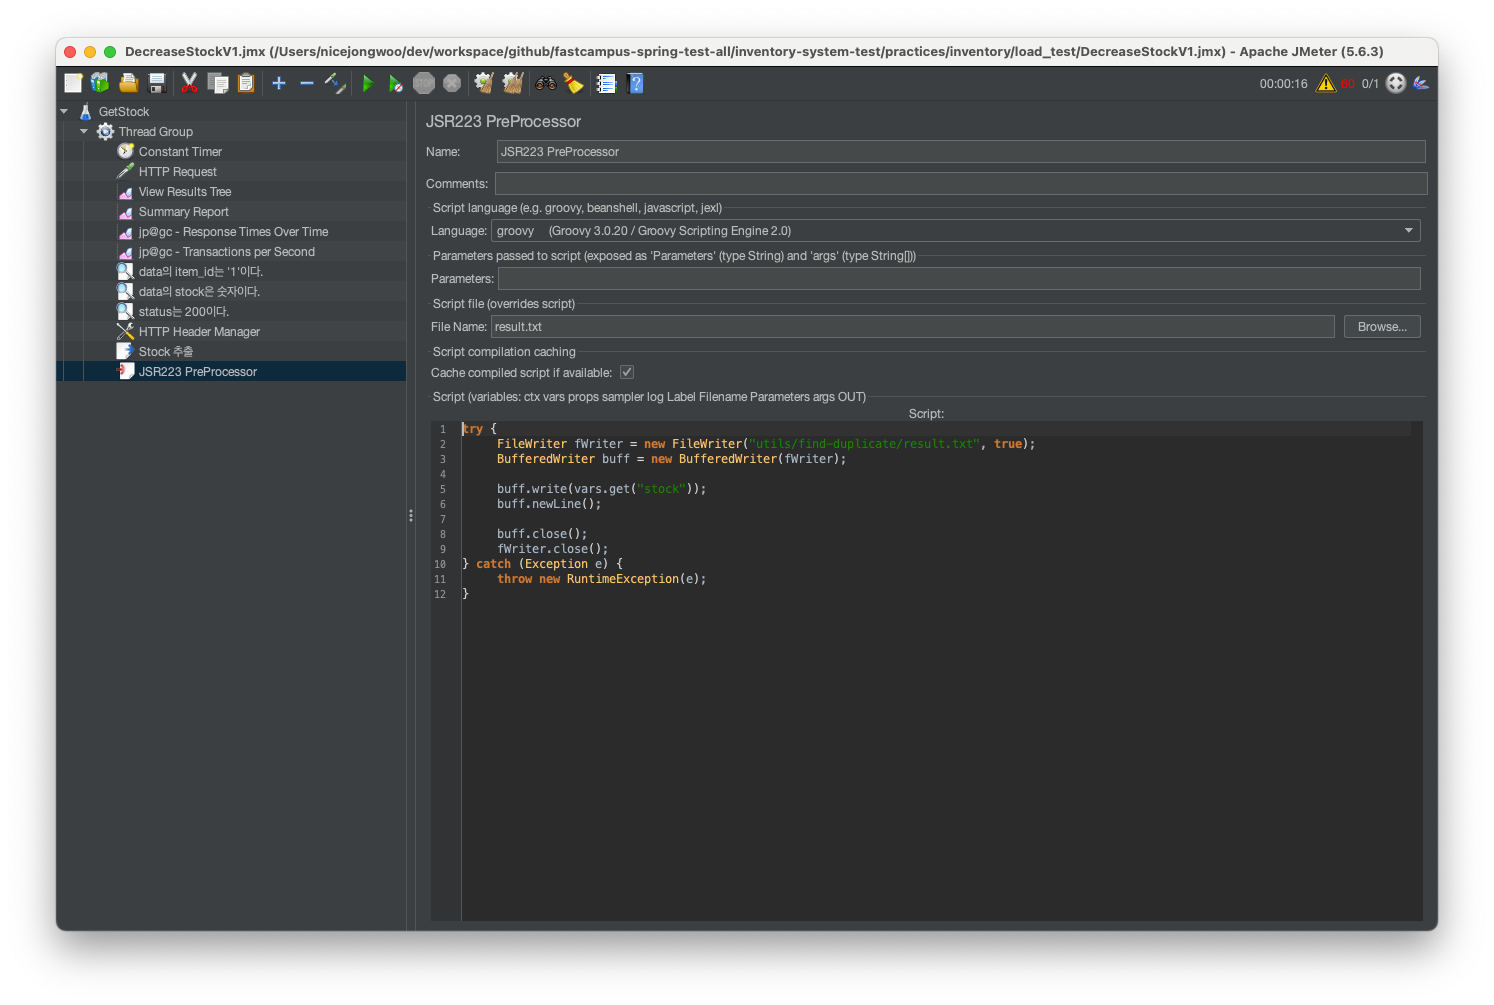 DecreaseStockV1.jmx (/Users/nicejongwoo/dev/workspace/github/fastcampus-spring-test-all/inventory-system-test/practices/inventory/load_test/DecreaseStockV1.jmx) - Apache JMeter (5.6.3)
STOP
00:00:16 60 0/1
GetStock
Thread Group
Constant Timer
HTTP Request
View Results Tree
Summary Report
jp@gc - Response Times Over Time
jp@gc - Transactions per Second
data의 item_id는 '1'이다.
data의 stock은 숫자이다.
status는 200이다.
HTTP Header Manager
Stock 추출
JSR223 PreProcessor
JSR223 PreProcessor
Name: JSR223 PreProcessor
Comments:
Script language (e.g. groovy, beanshell, javascript, jexl)
Language: groovy (Groovy 3.0.20 / Groovy Scripting Engine 2.0)
Parameters passed to script (exposed as 'Parameters' (type String) and 'args' (type String[]))
Parameters:
Script file (overrides script)
File Name: result.txt Browse...
Script compilation caching
Cache compiled script if available:
Script (variables: ctx vars props sampler log Label Filename Parameters args OUT)
Script:
1 try {
2 FileWriter fWriter = new FileWriter("utils/find-duplicate/result.txt", true);
3 BufferedWriter buff = new BufferedWriter(fWriter);
4
5 buff.write(vars.get("stock"));
6 buff.newLine();
7
8 buff.close();
9 fWriter.close();
10 } catch (Exception e) {
11 throw new RuntimeException(e);
12 }